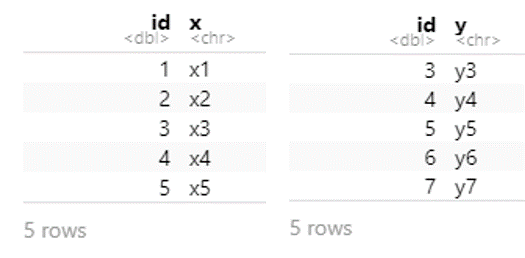 id x
<dbl> <chr>
1 x1
2 x2
3 x3
4 x4
5 x5
5 rows
id y
<dbl> <chr>
3 y3
4 y4
5 y5
6 y6
7 y7
5 rows